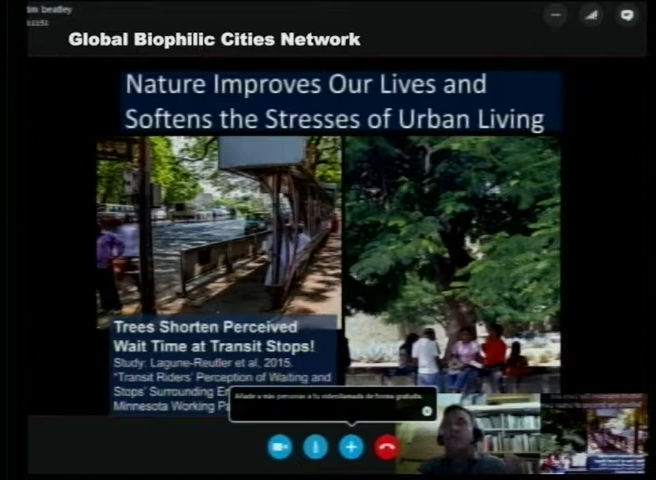 tim beatley
Global Biophilic Cities Network
Nature Improves Our Lives and
Softens the Stresses of Urban Living
Trees Shorten Perceived
Wait Time at Transit Stops!
Study: Lagune-Reutler et al, 2015.
"Transit Riders' Perception of Waiting and
Stops' Surrounding
Minnesota Working
Añade a más personas a tu videollamada de forma gratuita.